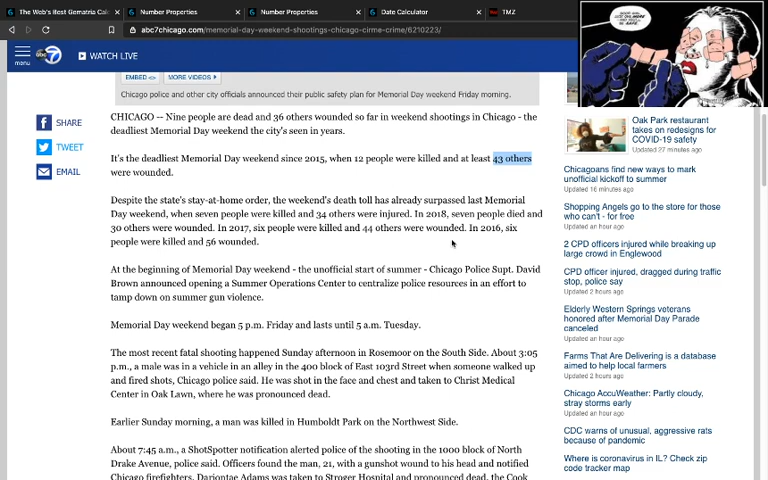 The Web's Best Gematria Calc
Number Properties
Number Properties
Date Calculator
TMZ
abc7chicago.com/memorial-day-weekend-shootings-chicago-cirme-crime/6210223/
menu
abc
7
WATCH LIVE
EMBED <>
MORE VIDEOS
Chicago police and other city officials announced their public safety plan for Memorial Day weekend Friday morning.
SHARE
TWEET
EMAIL
CHICAGO -- Nine people are dead and 36 others wounded so far in weekend shootings in Chicago - the
deadliest Memorial Day weekend the city's seen in years.
It's the deadliest Memorial Day weekend since 2015, when 12 people were killed and at least 43 others
were wounded.
Despite the state's stay-at-home order, the weekend's death toll has already surpassed last Memorial
Day weekend, when seven people were killed and 34 others were injured. In 2018, seven people died and
30 others were wounded. In 2017, six people were killed and 44 others were wounded. In 2016, six
people were killed and 56 wounded.
At the beginning of Memorial Day weekend - the unofficial start of summer - Chicago Police Supt. David
Brown announced opening a Summer Operations Center to centralize police resources in an effort to
tamp down on summer gun violence.
Memorial Day weekend began 5 p.m. Friday and lasts until 5 a.m. Tuesday.
The most recent fatal shooting happened Sunday afternoon in Rosemoor on the South Side. About 3:05
p.m., a male was in a vehicle in an alley in the 400 block of East 103rd Street when someone walked up
and fired shots, Chicago police said. He was shot in the face and chest and taken to Christ Medical
Center in Oak Lawn, where he was pronounced dead.
Earlier Sunday morning, a man was killed in Humboldt Park on the Northwest Side.
About 7:45 a.m., a ShotSpotter notification alerted police of the shooting in the 1000 block of North
Drake Avenue, police said. Officers found the man, 21, with a gunshot wound to his head and notified
Chicago firefighters. Dariontae Adams was taken to Stroger Hospital and pronounced dead, the Cook
Oak Park restaurant
takes on redesigns for
COVID-19 safety
Updated 27 minutes ago
Chicagoans find new ways to mark
unofficial kickoff to summer
Updated 16 minutes ago
Shopping Angels go to the store for those
who can't - for free
Updated an hour ago
2 CPD officers injured while breaking up
large crowd in Englewood
CPD officer injured, dragged during traffic
stop, police say
Updated 2 hours ago
Elderly Western Springs veterans
honored after Memorial Day Parade
canceled
Updated an hour ago
Farms That Are Delivering is a database
aimed to help local farmers
Updated 2 hours ago
Chicago AccuWeather: Partly cloudy,
stray storms early
Updated an hour ago
CDC warns of unusual, aggressive rats
because of pandemic
Where is coronavirus in IL? Check zip
code tracker map